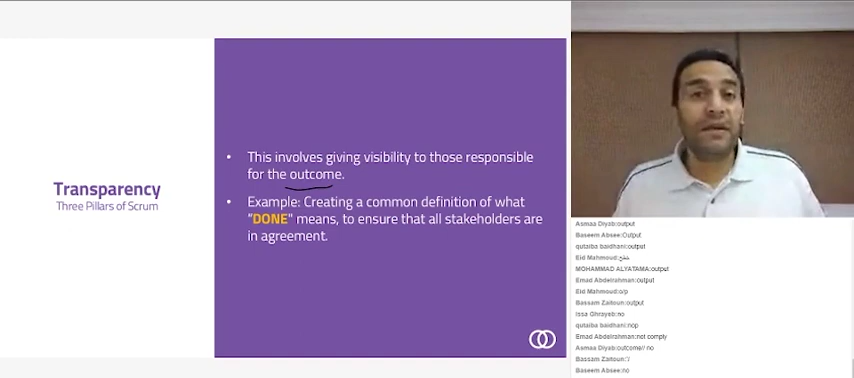 Transparency
Three Pillars of Scrum
• This involves giving visibility to those responsible
for the outcome.
• Example: Creating a common definition of what
"DONE" means, to ensure that all stakeholders are
in agreement.
Asmaa Diyab:output
Baseem Absee:Output
qutaiba baidhani:output
Eid Mahmoud:
MOHAMMAD ALYATAMA:output
Emad Abdelrahman:output
Eid Mahmoud:o/p
Bassam Zaitoun:output
Issa Ghrayeb:no
qutaiba baidhani:nop
Emad Abdelrahman:not comply
Asmaa Diyab:outcome// no
Bassam Zaitoun:'/
Baseem Absee:no